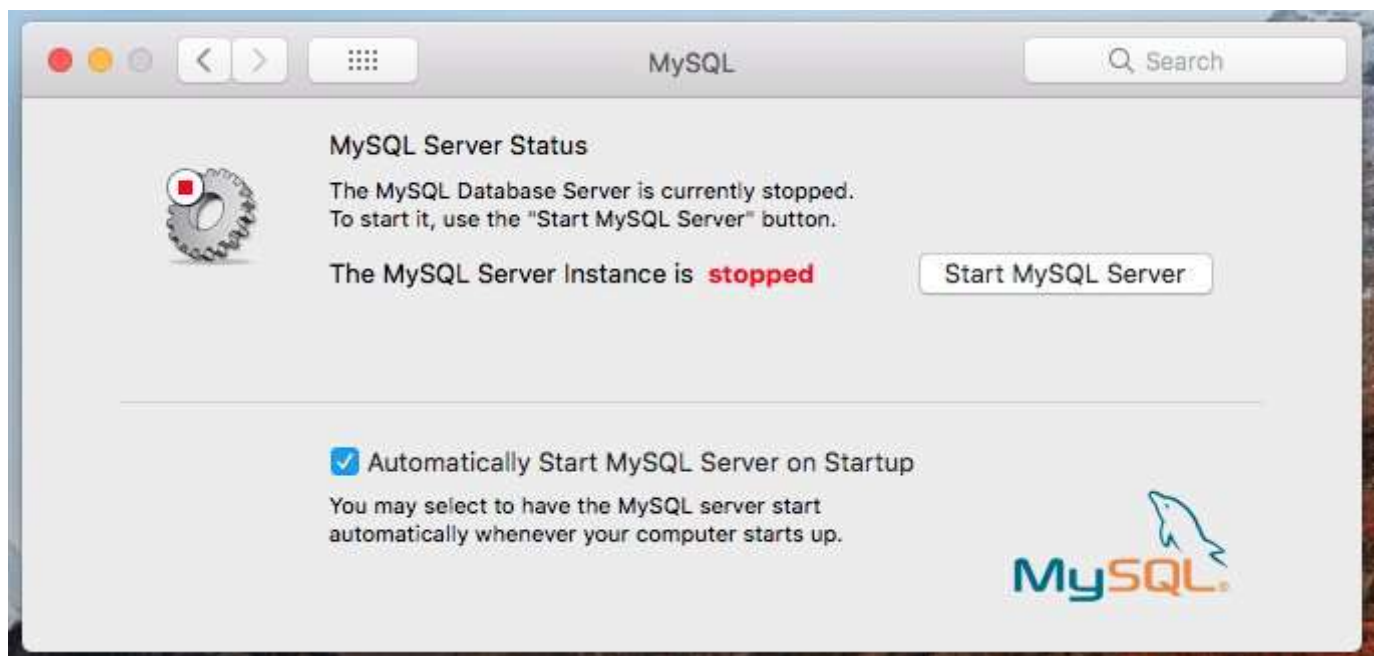 MySQL
Search
MySQL Server Status
The MySQL Database Server is currently stopped.
To start it, use the "Start MySQL Server" button.
The MySQL Server Instance is stopped
Start MySQL Server
Automatically Start MySQL Server on Startup
You may select to have the MySQL server start
automatically whenever your computer starts up.
MySQL®